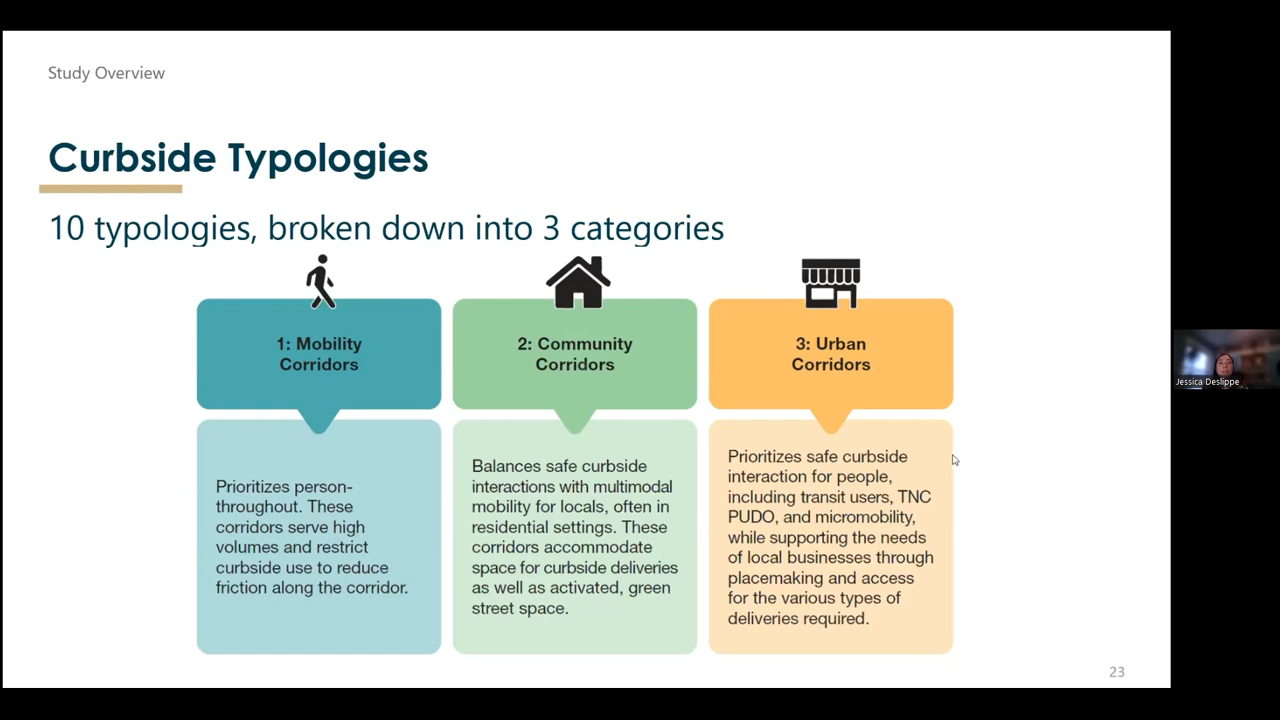 Study Overview
Curbside Typologies
10 typologies, broken down into 3 categories
1: Mobility
Corridors
Prioritizes person-
throughout. These
corridors serve high
volumes and restrict
curbside use to reduce
friction along the corridor.
2: Community
Corridors
Balances safe curbside
interactions with multimodal
mobility for locals, often in
residential settings. These
corridors accommodate
space for curbside deliveries
as well as activated, green
street space.
3: Urban
Corridors
Prioritizes safe curbside
interaction for people,
including transit users, TNC
PUDO, and micromobility,
while supporting the needs
of local businesses through
placemaking and access
for the various types of
deliveries required.
23
Jessica Deslippe